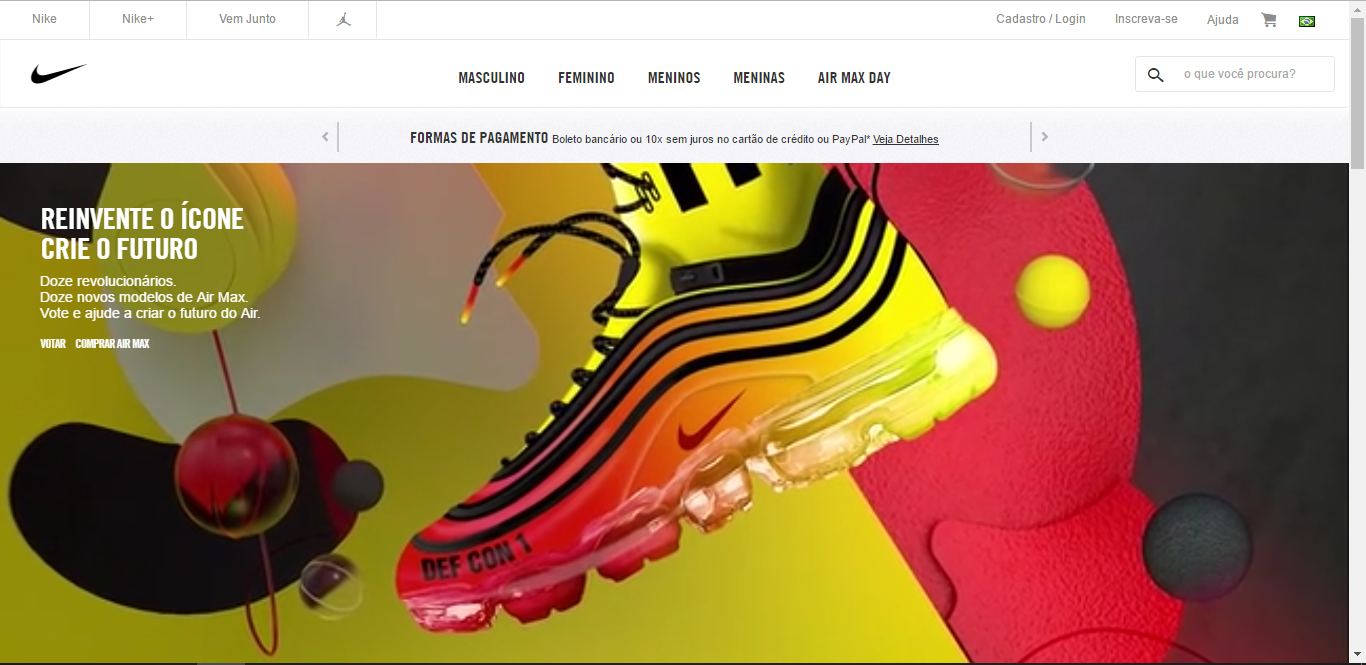 Nike
Nike+
Vem Junto
Cadastro / Login
Inscreva-se
Ajuda
MASCULINO
FEMININO
MENINOS
MENINAS
AIR MAX DAY
o que você procura?
FORMAS DE PAGAMENTO Boleto bancário ou 10x sem juros no cartão de crédito ou PayPal* Veja Detalhes
REINVENTE O ÍCONE
CRIE O FUTURO
Doze revolucionários.
Doze novos modelos de Air Max.
Vote e ajude a criar o futuro do Air.
VOTAR COMPRAR AIR MAX
DEF CON 1